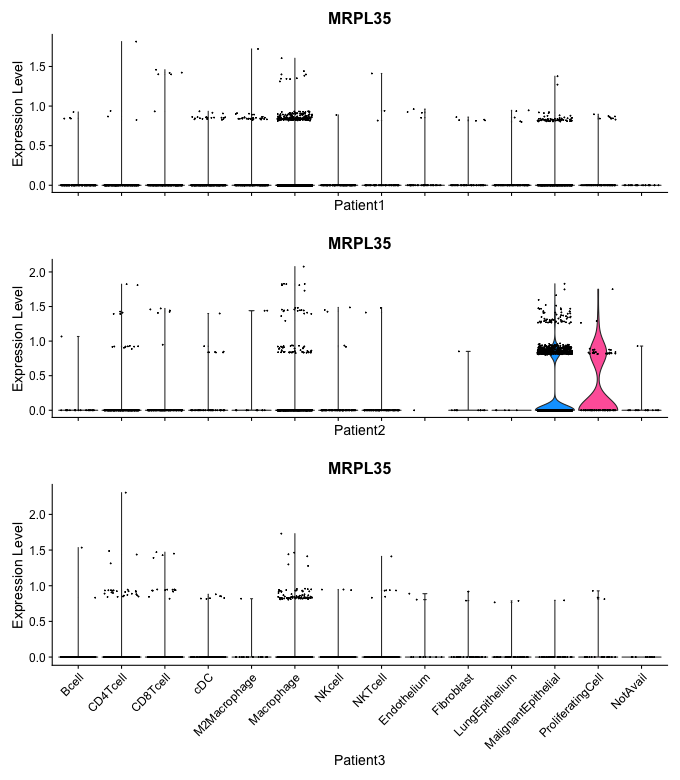 MRPL35
Expression Level
1.5
1.0
0.5
0.0
Patient1
MRPL35
Expression Level
2.0
1.5
1.0
0.5
0.0
Patient2
MRPL35
Expression Level
2.0
1.5
1.0
0.5
0.0
Bcell
CD4Tcell
CD8Tcell
cDC
M2Macrophage
Macrophage
NKcell
NKTcell
Endothelium
Fibroblast
LungEpithelium
MalignantEpithelial
ProliferatingCell
NotAvail
Patient3